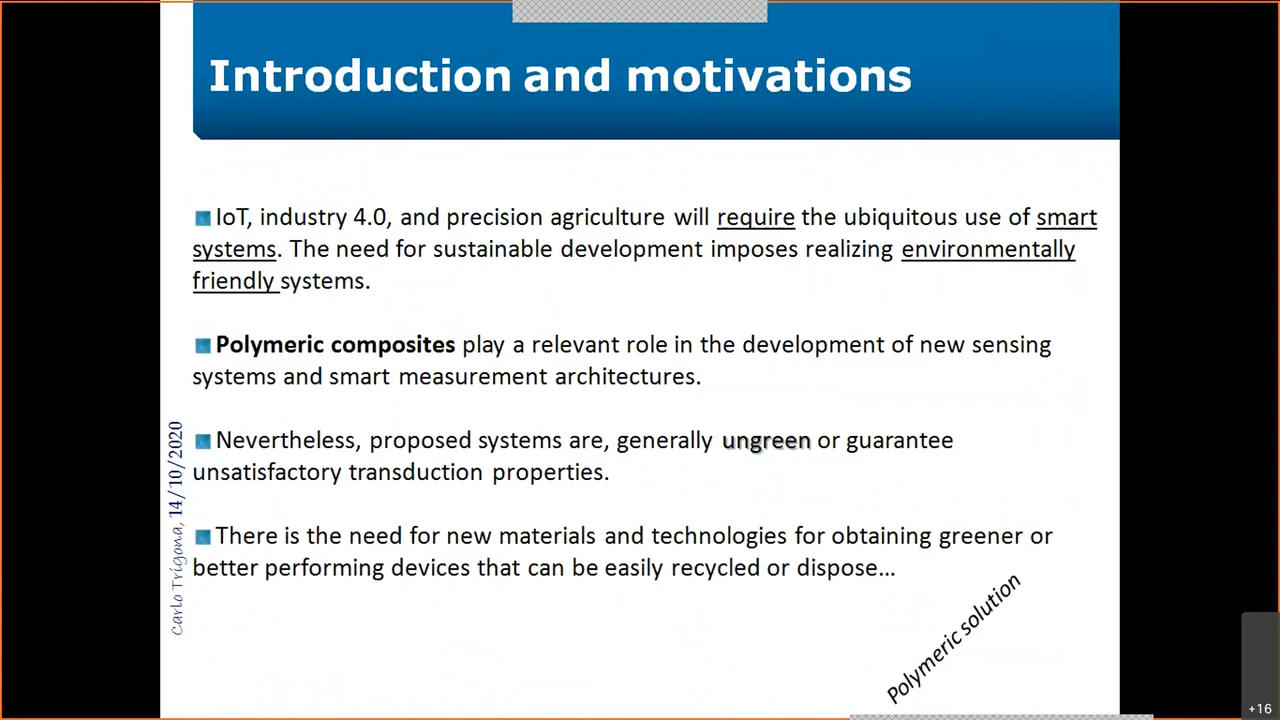 Introduction and motivations
IoT, industry 4.0, and precision agriculture will require the ubiquitous use of smart
systems. The need for sustainable development imposes realizing environmentally
friendly systems.
Polymeric composites play a relevant role in the development of new sensing
systems and smart measurement architectures.
Nevertheless, proposed systems are, generally ungreen or guarantee
unsatisfactory transduction properties.
There is the need for new materials and technologies for obtaining greener or
better performing devices that can be easily recycled or dispose…
Polymeric solution
Carlo Trigona, 14/10/2020
+16